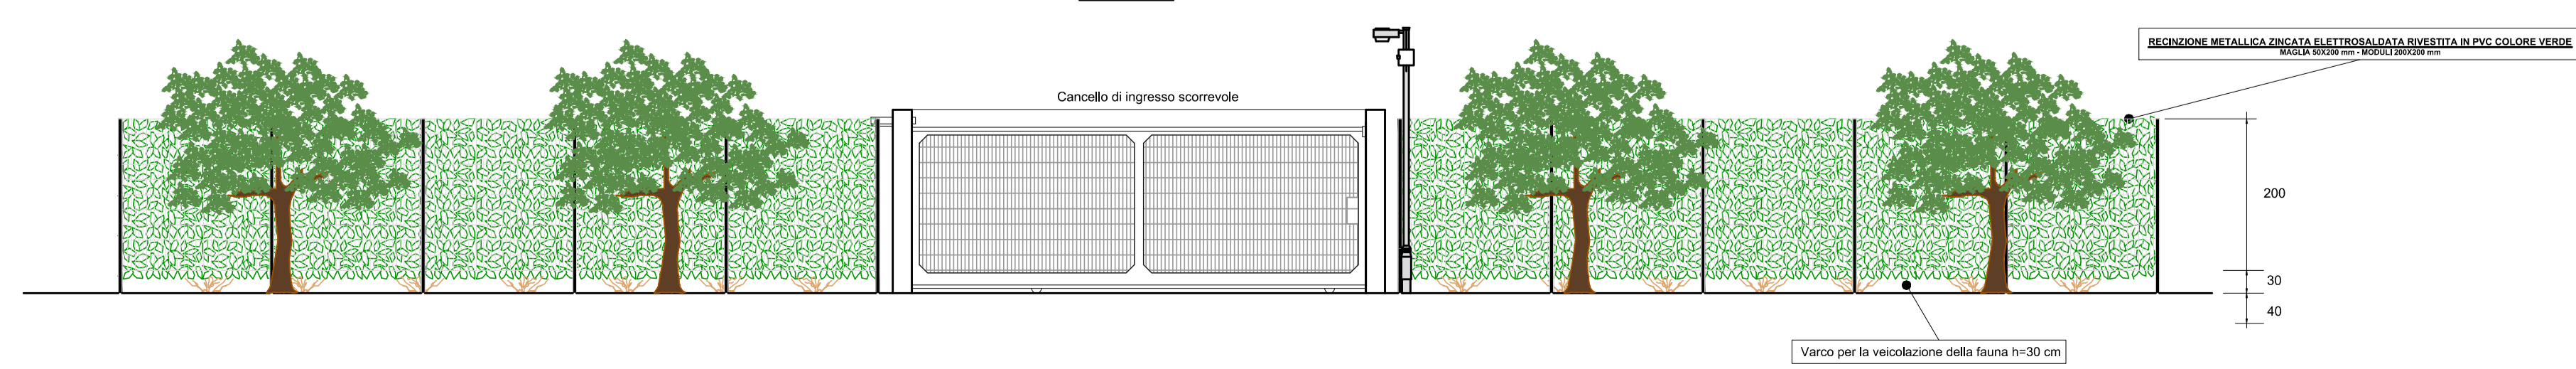 RECINZIONE METALLICA ZINCATA ELETTROSALDATA RIVESTITA IN PVC COLORE VERDE
MAGLIA 50X200 mm - MODULI 200X200 mm
Cancello di ingresso scorrevole
200
30
40
Varco per la veicolazione della fauna h=30 cm